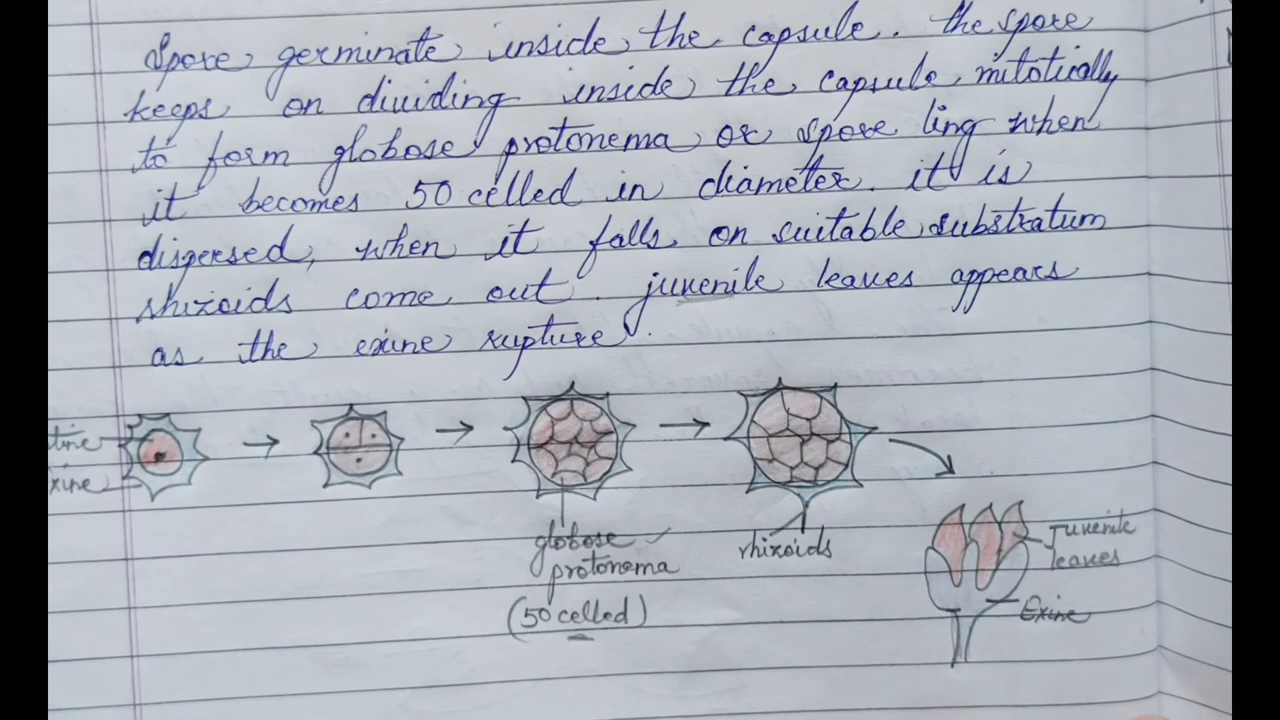 Spore germinate inside the capsule. the spore
keeps on dividing inside the capsule mitotically
to form globose protonema or spore ling when
it becomes 50 celled in diameter. it is
dispersed, when it falls on suitable substratum
rhizoids come out. juvenile leaves appears
as the exine rupture.
tine
xine
globose
protonema
(50 celled)
rhizoids
Juvenile
leaves
Exine